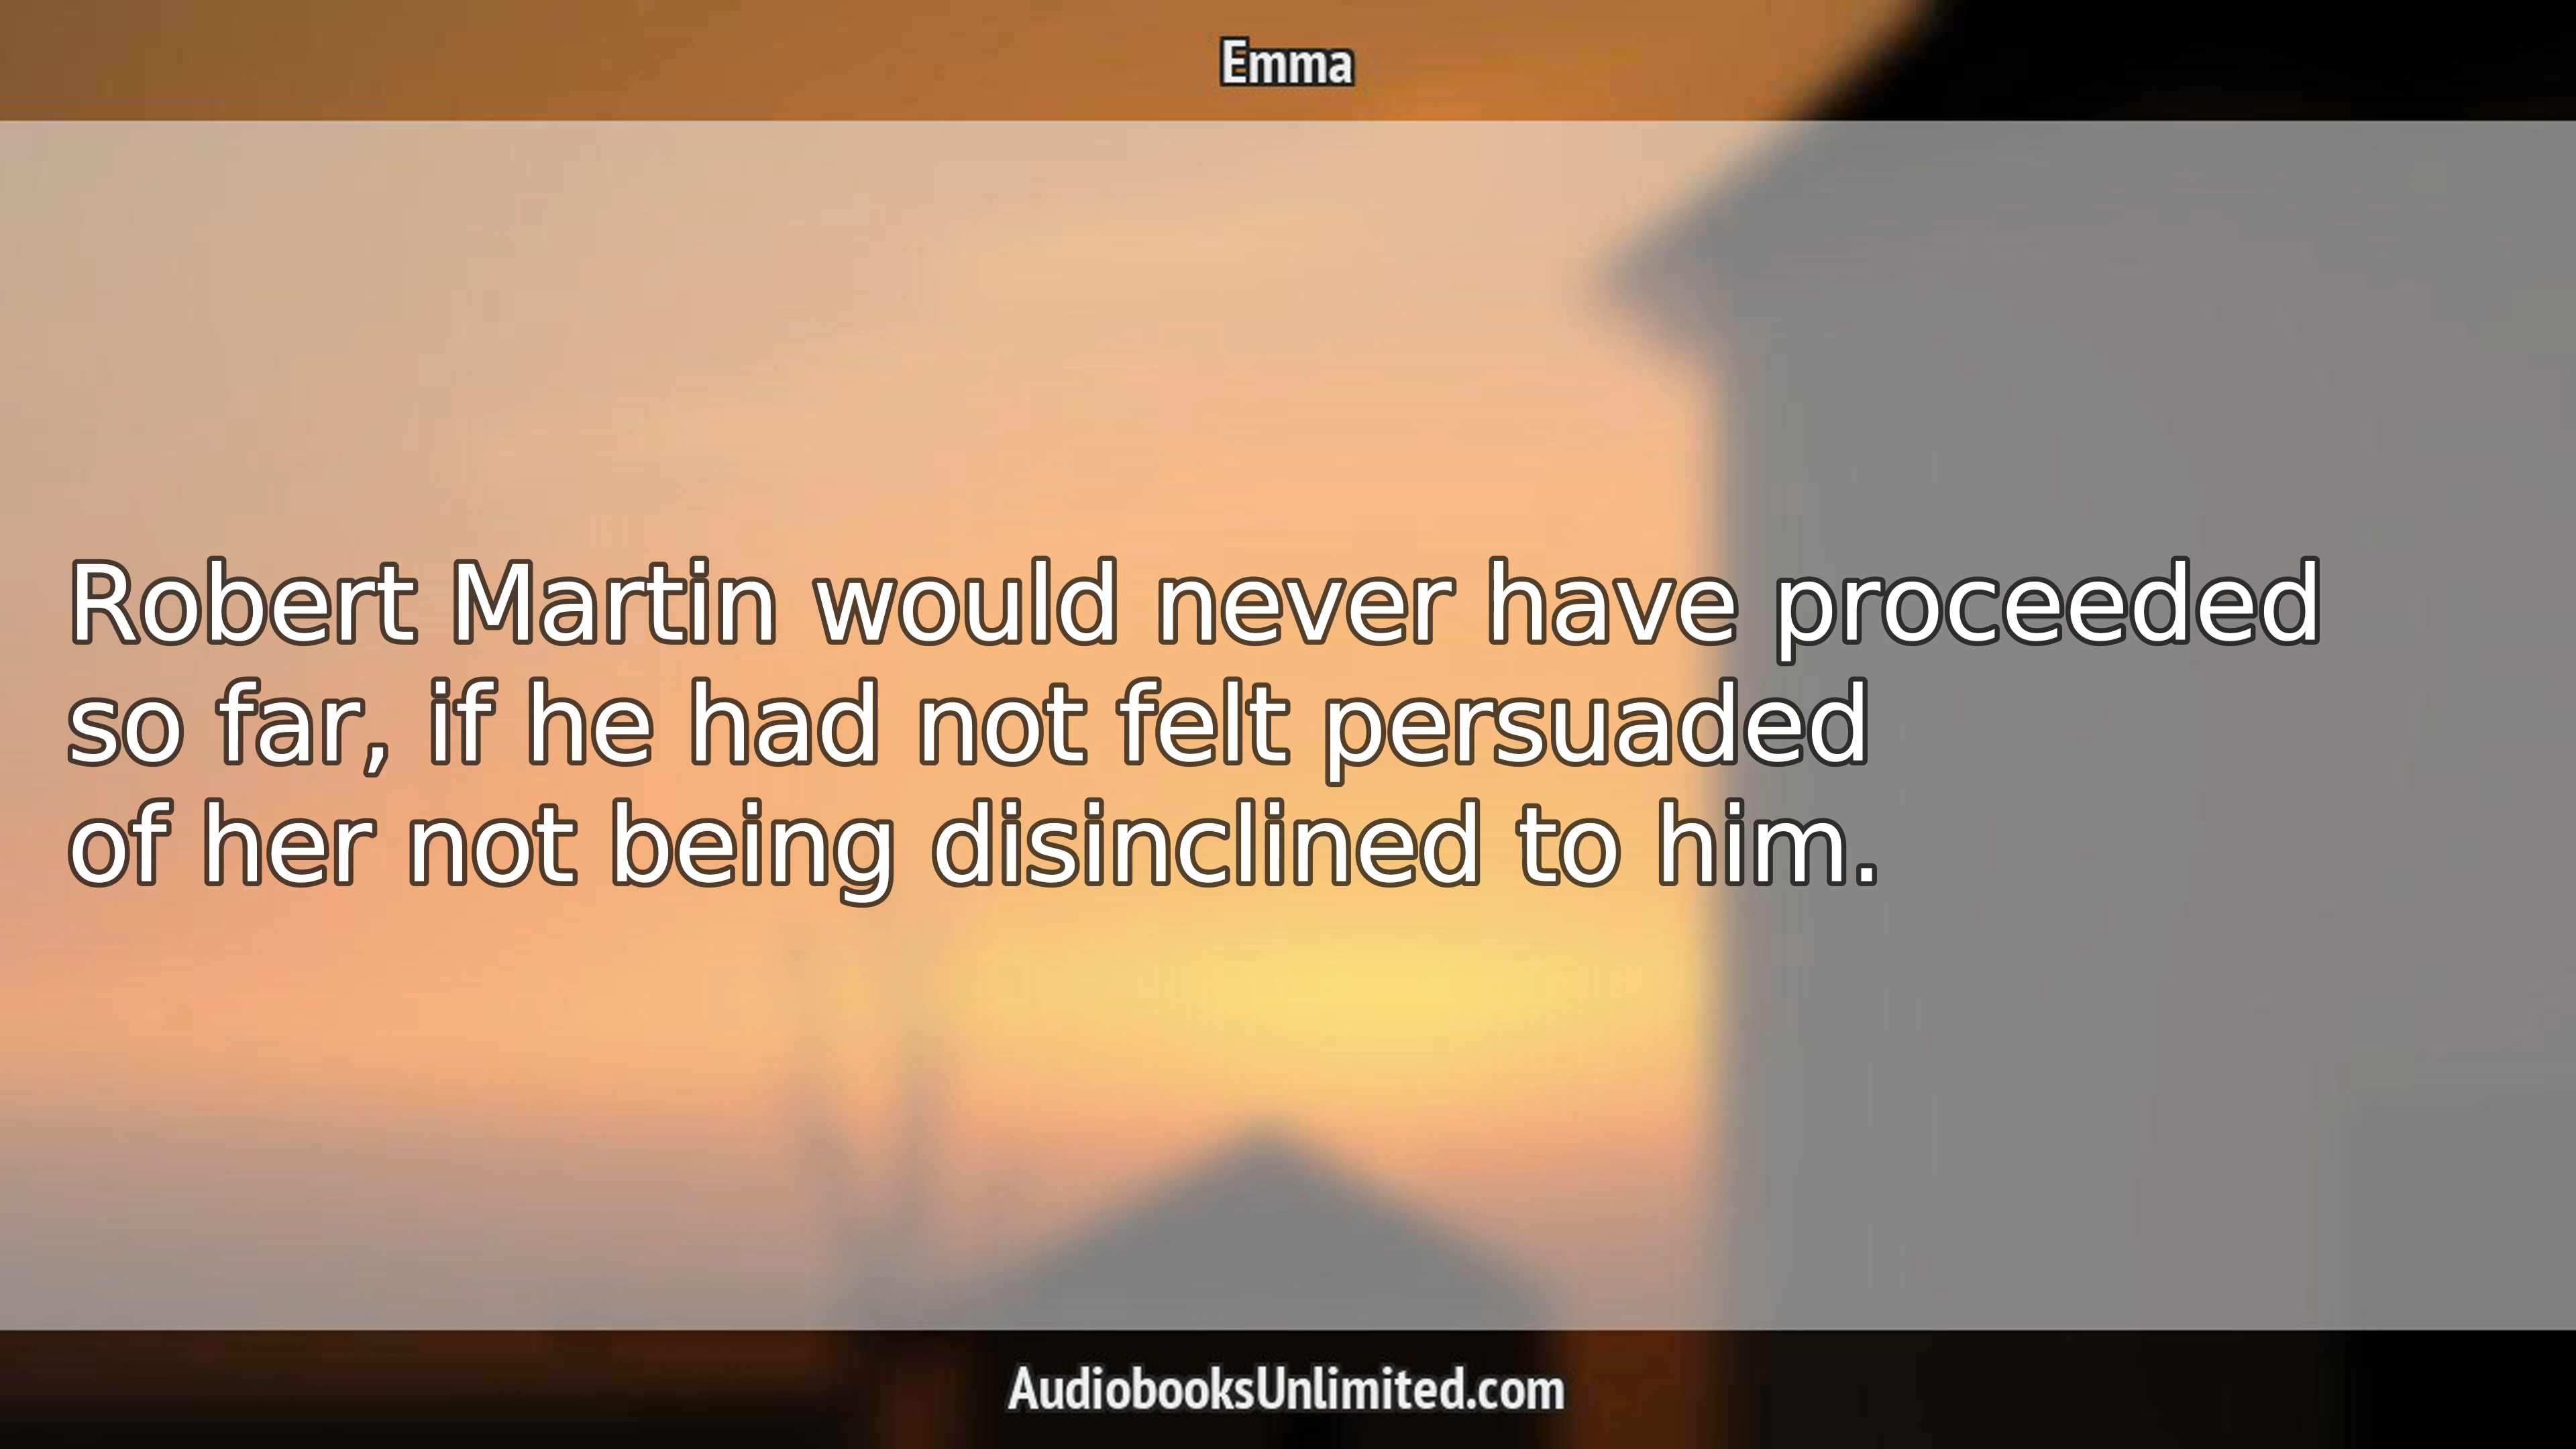 Emma
Robert Martin would never have proceeded
so far, if he had not felt persuaded
of her not being disinclined to him.
AudiobooksUnlimited.com